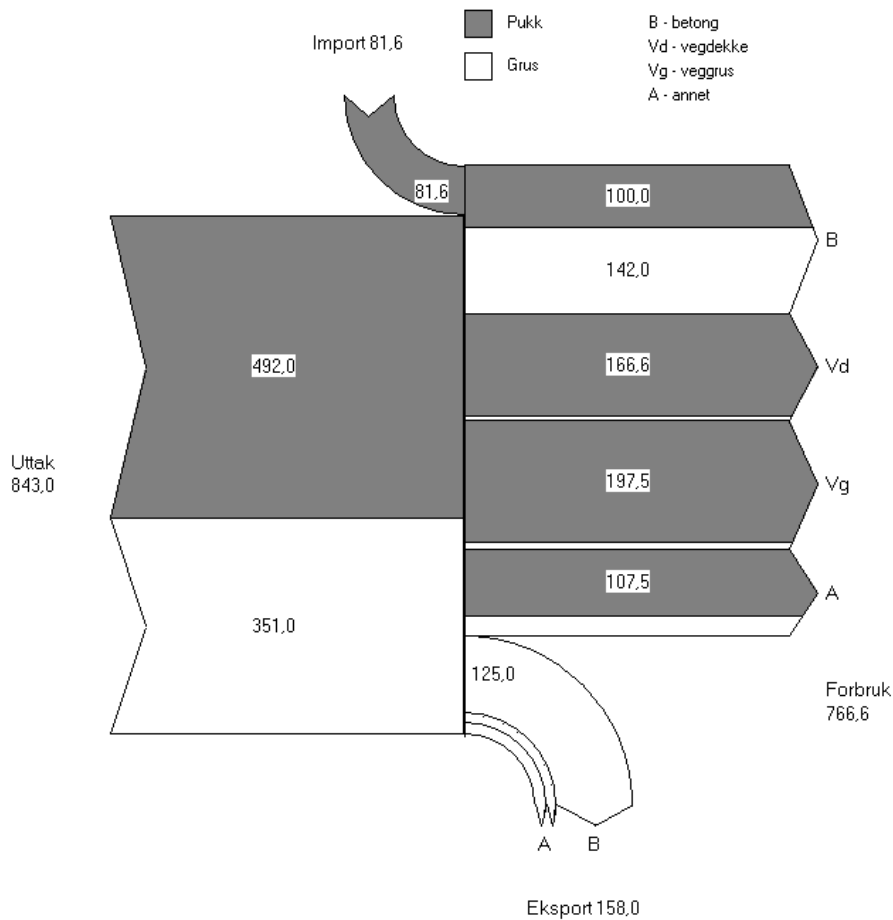 Import 81,6
Pukk
Grus
B - betong
Vd - vegdekke
Vg - veggrus
A - annet
81,6
100,0
B
142,0
492,0
166,6
Vd
Uttak
843,0
197,5
Vg
107,5
A
351,0
125,0
Forbruk
766,6
A
B
Eksport 158,0